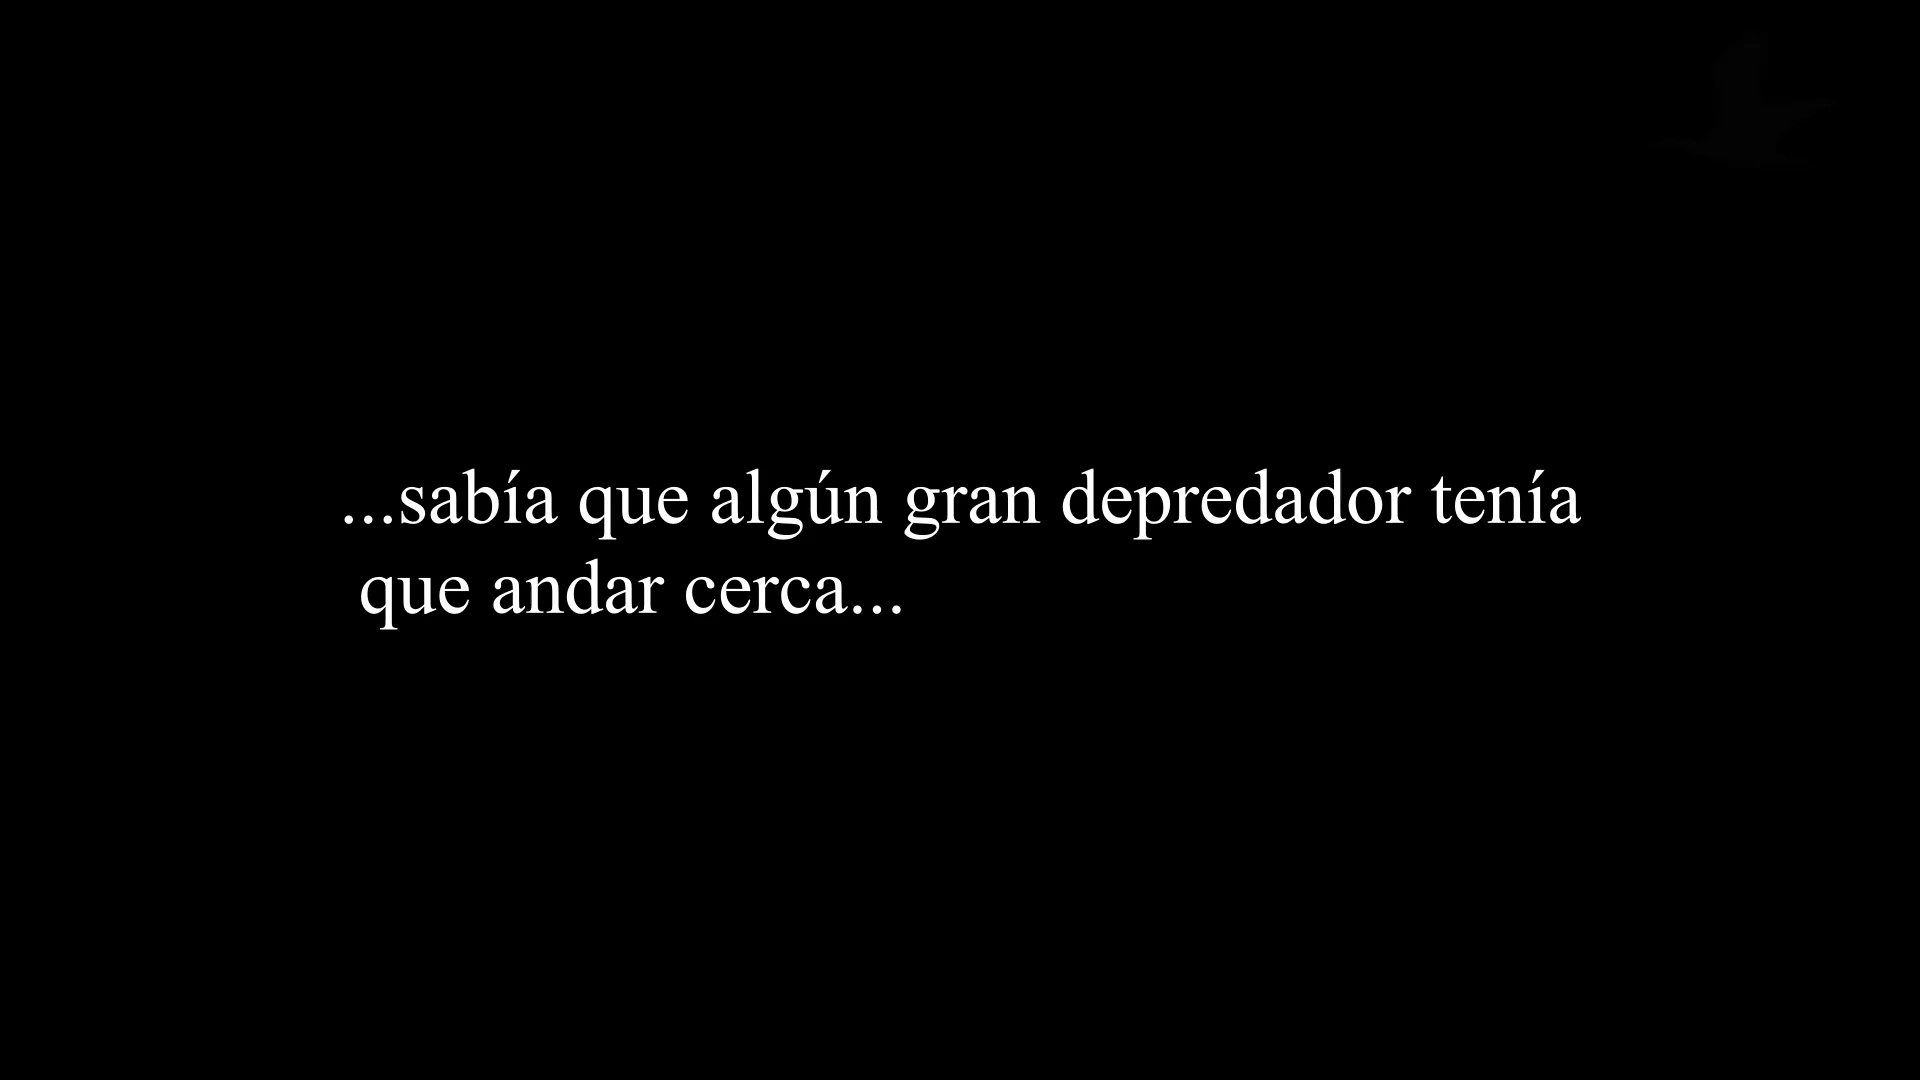 ...sabía que algún gran depredador tenía
que andar cerca...